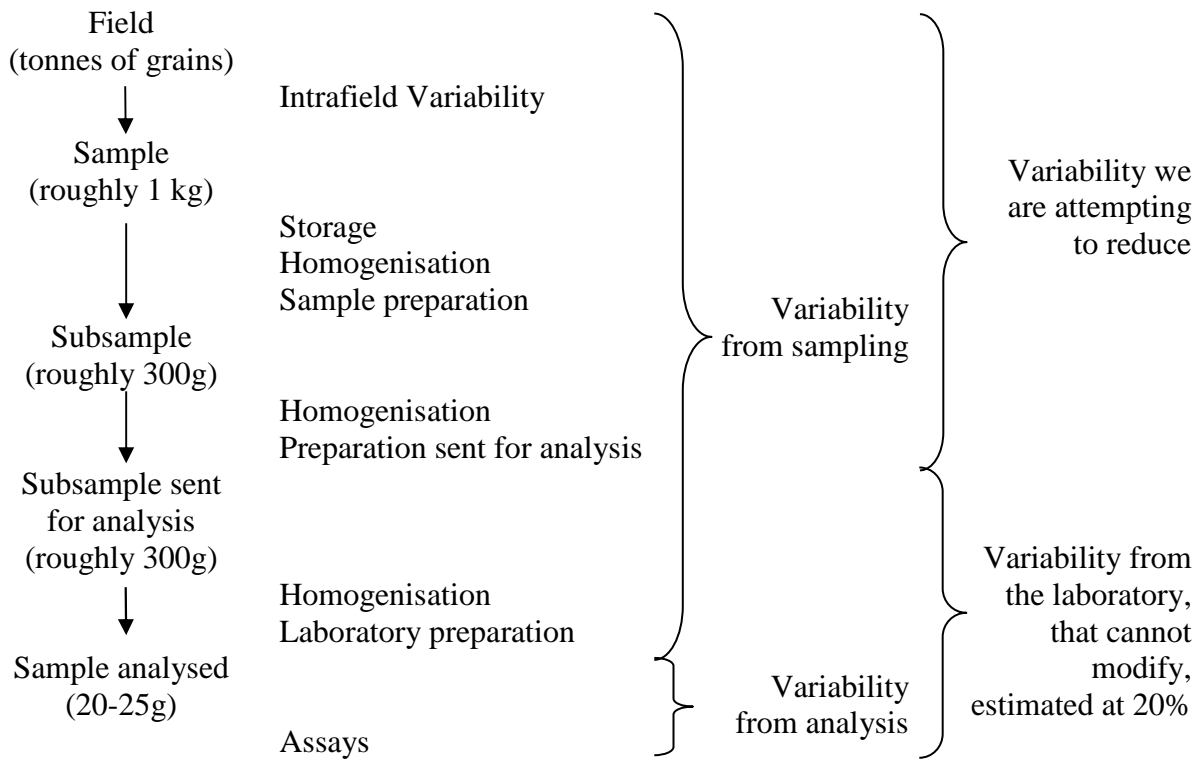 Field
(tonnes of grains)
Intrafield Variability
Sample
(roughly 1 kg)
Storage
Homogenisation
Sample preparation
Subsample
(roughly 300g)
Homogenisation
Preparation sent for analysis
Subsample sent
for analysis
(roughly 300g)
Homogenisation
Laboratory preparation
Sample analysed
(20-25g)
Assays
Variability
from sampling
Variability
from analysis
Variability we
are attempting
to reduce
Variability from
the laboratory,
that cannot
modify,
estimated at 20%